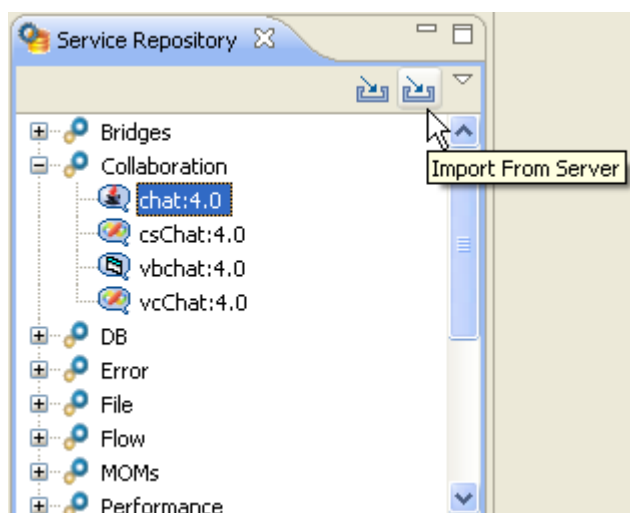 Service Repository
Import From Server
Bridges
Collaboration
chat:4.0
csChat:4.0
vbchat:4.0
vcChat:4.0
DB
Error
File
Flow
MOMs
Performance